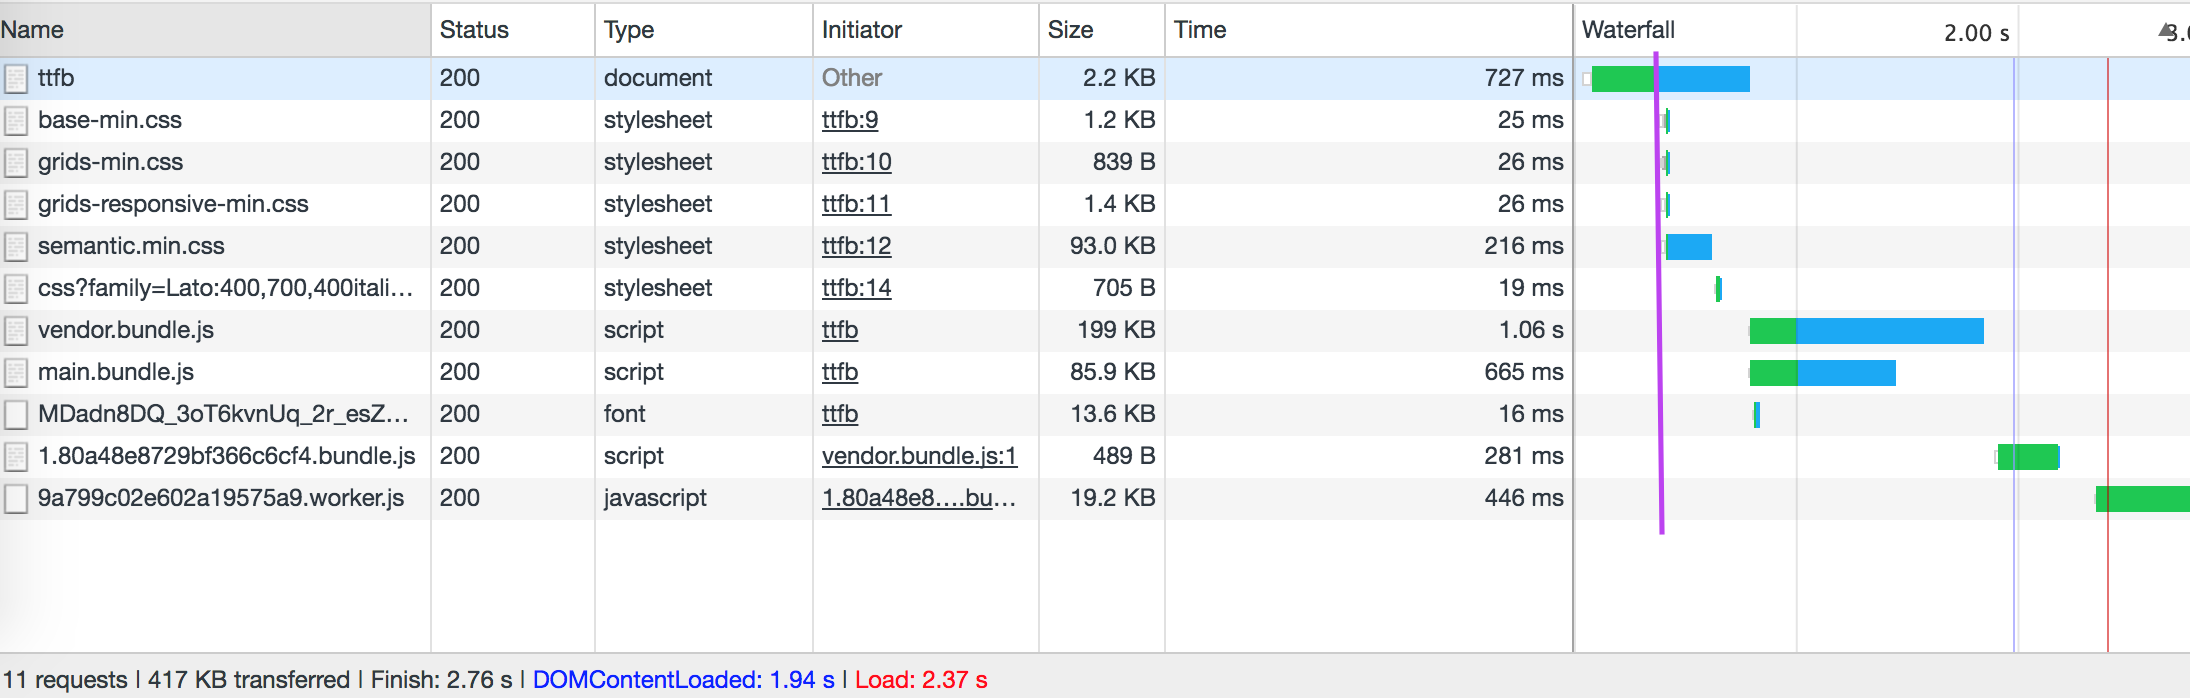 Name Status Type Initiator Size Time Waterfall 2.00 s 3.0
ttfb 200 document Other 2.2 KB 727 ms
base-min.css 200 stylesheet ttfb:9 1.2 KB 25 ms
grids-min.css 200 stylesheet ttfb:10 839 B 26 ms
grids-responsive-min.css 200 stylesheet ttfb:11 1.4 KB 26 ms
semantic.min.css 200 stylesheet ttfb:12 93.0 KB 216 ms
css?family=Lato:400,700,400itali... 200 stylesheet ttfb:14 705 B 19 ms
vendor.bundle.js 200 script ttfb 199 KB 1.06 s
main.bundle.js 200 script ttfb 85.9 KB 665 ms
MDadn8DQ_3oT6kvnUq_2r_esZ... 200 font ttfb 13.6 KB 16 ms
1.80a48e8729bf366c6cf4.bundle.js 200 script vendor.bundle.js:1 489 B 281 ms
9a799c02e602a19575a9.worker.js 200 javascript 1.80a48e8....bu... 19.2 KB 446 ms
11 requests | 417 KB transferred | Finish: 2.76 s | DOMContentLoaded: 1.94 s | Load: 2.37 s